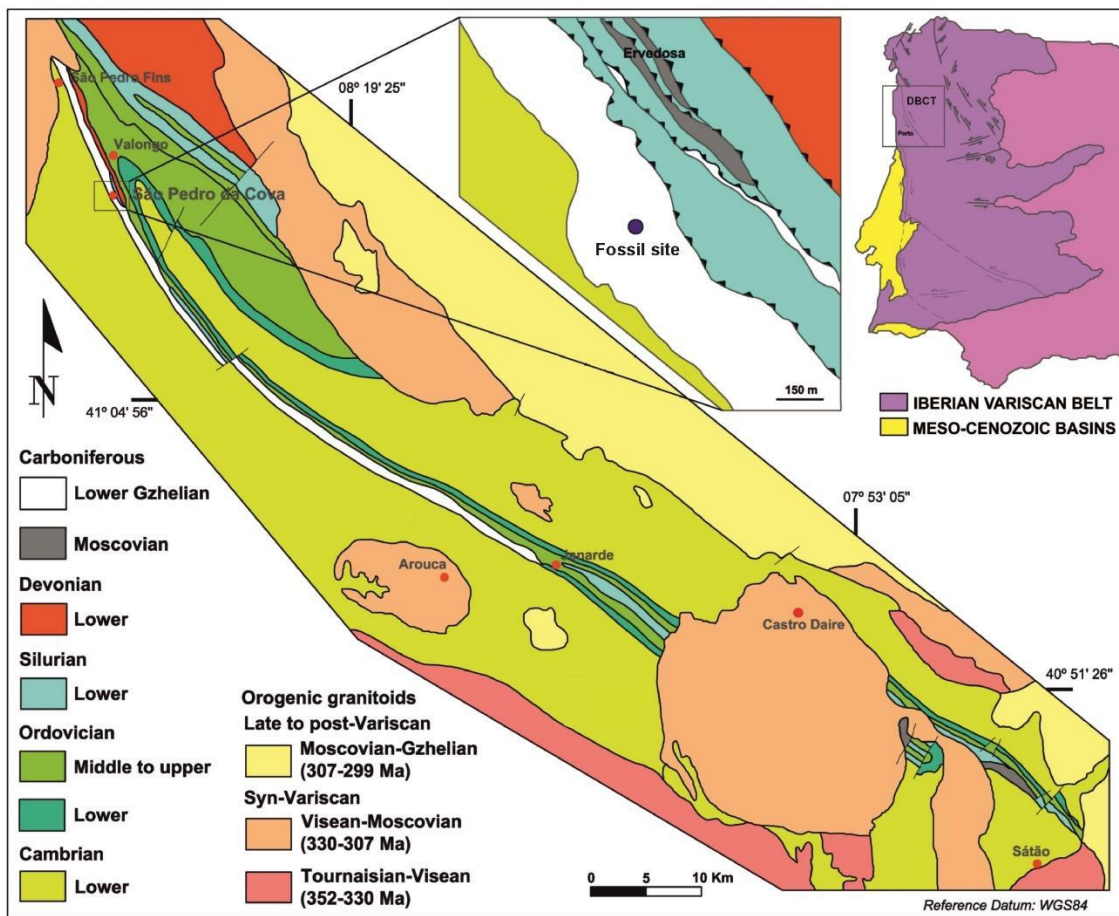 São Pedro Fins
Valongo
São Pedro da Cova
08º 19' 25"
Ervedosa
Fossil site
150 m
DBCT
Porto
IBERIAN VARISCAN BELT
MESO-CENOZOIC BASINS
N
41º 04' 56"
Arouca
Janarde
07º 53' 05"
Castro Daire
40º 51' 26"
Sátão
Carboniferous
Lower Gzhelian
Moscovian
Devonian
Lower
Silurian
Lower
Ordovician
Middle to upper
Lower
Cambrian
Lower
Orogenic granitoids
Late to post-Variscan
Moscovian-Gzhelian
(307-299 Ma)
Syn-Variscan
Visean-Moscovian
(330-307 Ma)
Tournaisian-Visean
(352-330 Ma)
0 5 10 Km
Reference Datum: WGS84